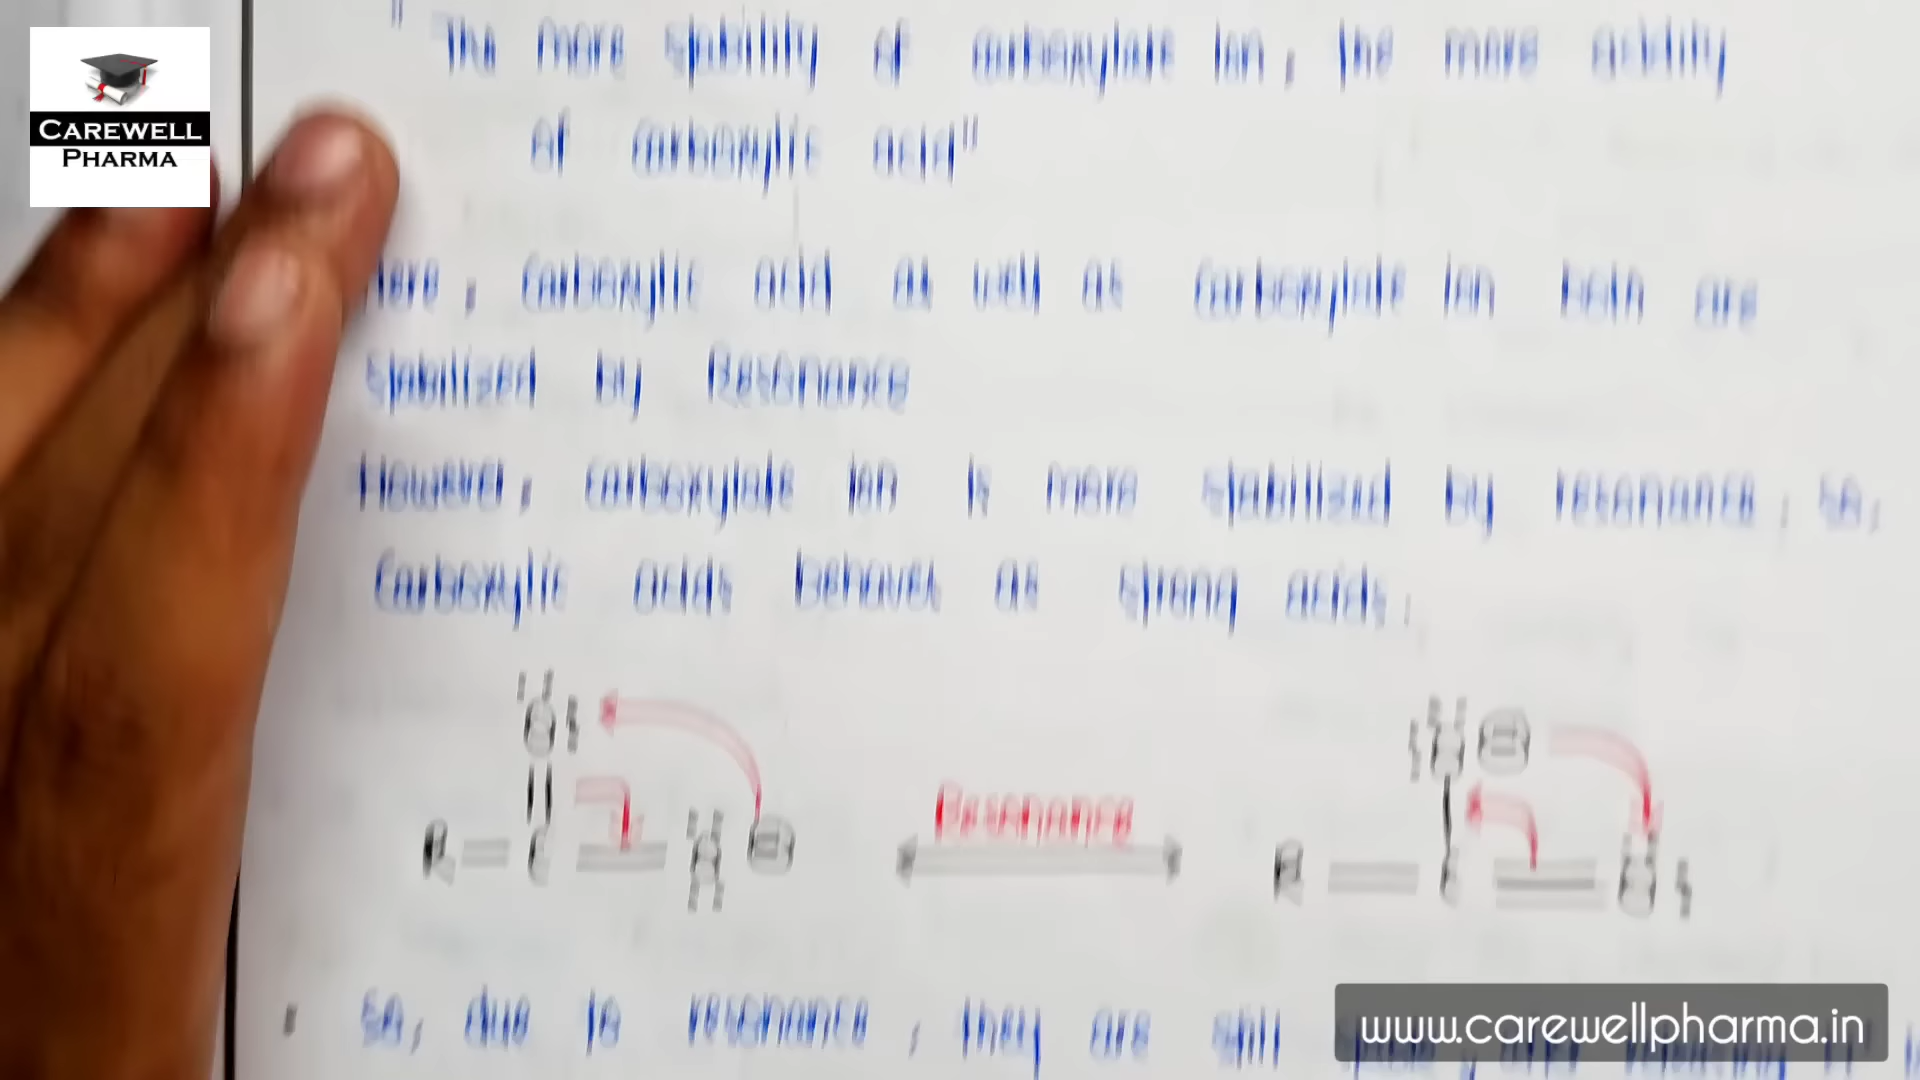 CAREWELL
PHARMA
" The more stability of carboxylate ion, the more acidity
of carboxylic acid"
Here, carboxylic acid as well as carboxylate ion both are
stabilized by Resonance
However, carboxylate ion is more stabilized by resonance, so,
Carboxylic acids behaves as strong acids.
:O:
R — C — O ⊖
Resonance
:O ⊖
R — C = O :
So, due to resonance, they are still
www.carewellpharma.in